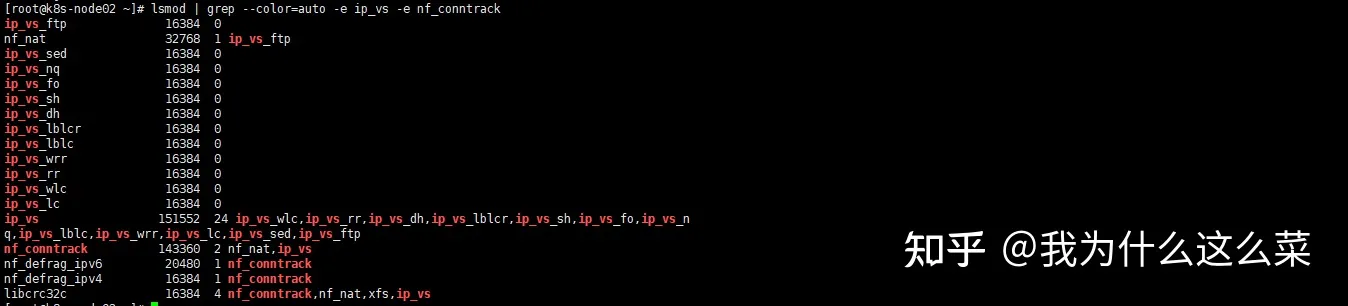 [root@k8s-node02 ~]# lsmod | grep --color=auto -e ip_vs -e nf_conntrack
ip_vs_ftp 16384 0
nf_nat 32768 1 ip_vs_ftp
ip_vs_sed 16384 0
ip_vs_nq 16384 0
ip_vs_fo 16384 0
ip_vs_sh 16384 0
ip_vs_dh 16384 0
ip_vs_lblcr 16384 0
ip_vs_lblc 16384 0
ip_vs_wrr 16384 0
ip_vs_rr 16384 0
ip_vs_wlc 16384 0
ip_vs_lc 16384 0
ip_vs 151552 24 ip_vs_wlc,ip_vs_rr,ip_vs_dh,ip_vs_lblcr,ip_vs_sh,ip_vs_fo,ip_vs_n
q,ip_vs_lblc,ip_vs_wrr,ip_vs_lc,ip_vs_sed,ip_vs_ftp
nf_conntrack 143360 2 nf_nat,ip_vs
nf_defrag_ipv6 20480 1 nf_conntrack
nf_defrag_ipv4 16384 1 nf_conntrack
libcrc32c 16384 4 nf_conntrack,nf_nat,xfs,ip_vs
知乎 @我为什么这么菜